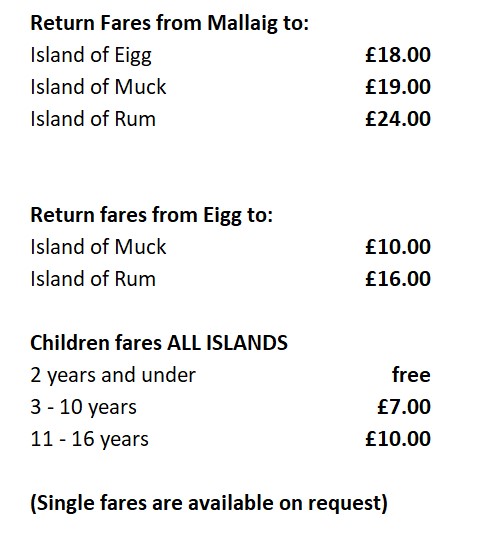 Return Fares from Mallaig to:
Island of Eigg £18.00
Island of Muck £19.00
Island of Rum £24.00
Return fares from Eigg to:
Island of Muck £10.00
Island of Rum £16.00
Children fares ALL ISLANDS
2 years and under free
3 - 10 years £7.00
11 - 16 years £10.00
(Single fares are available on request)